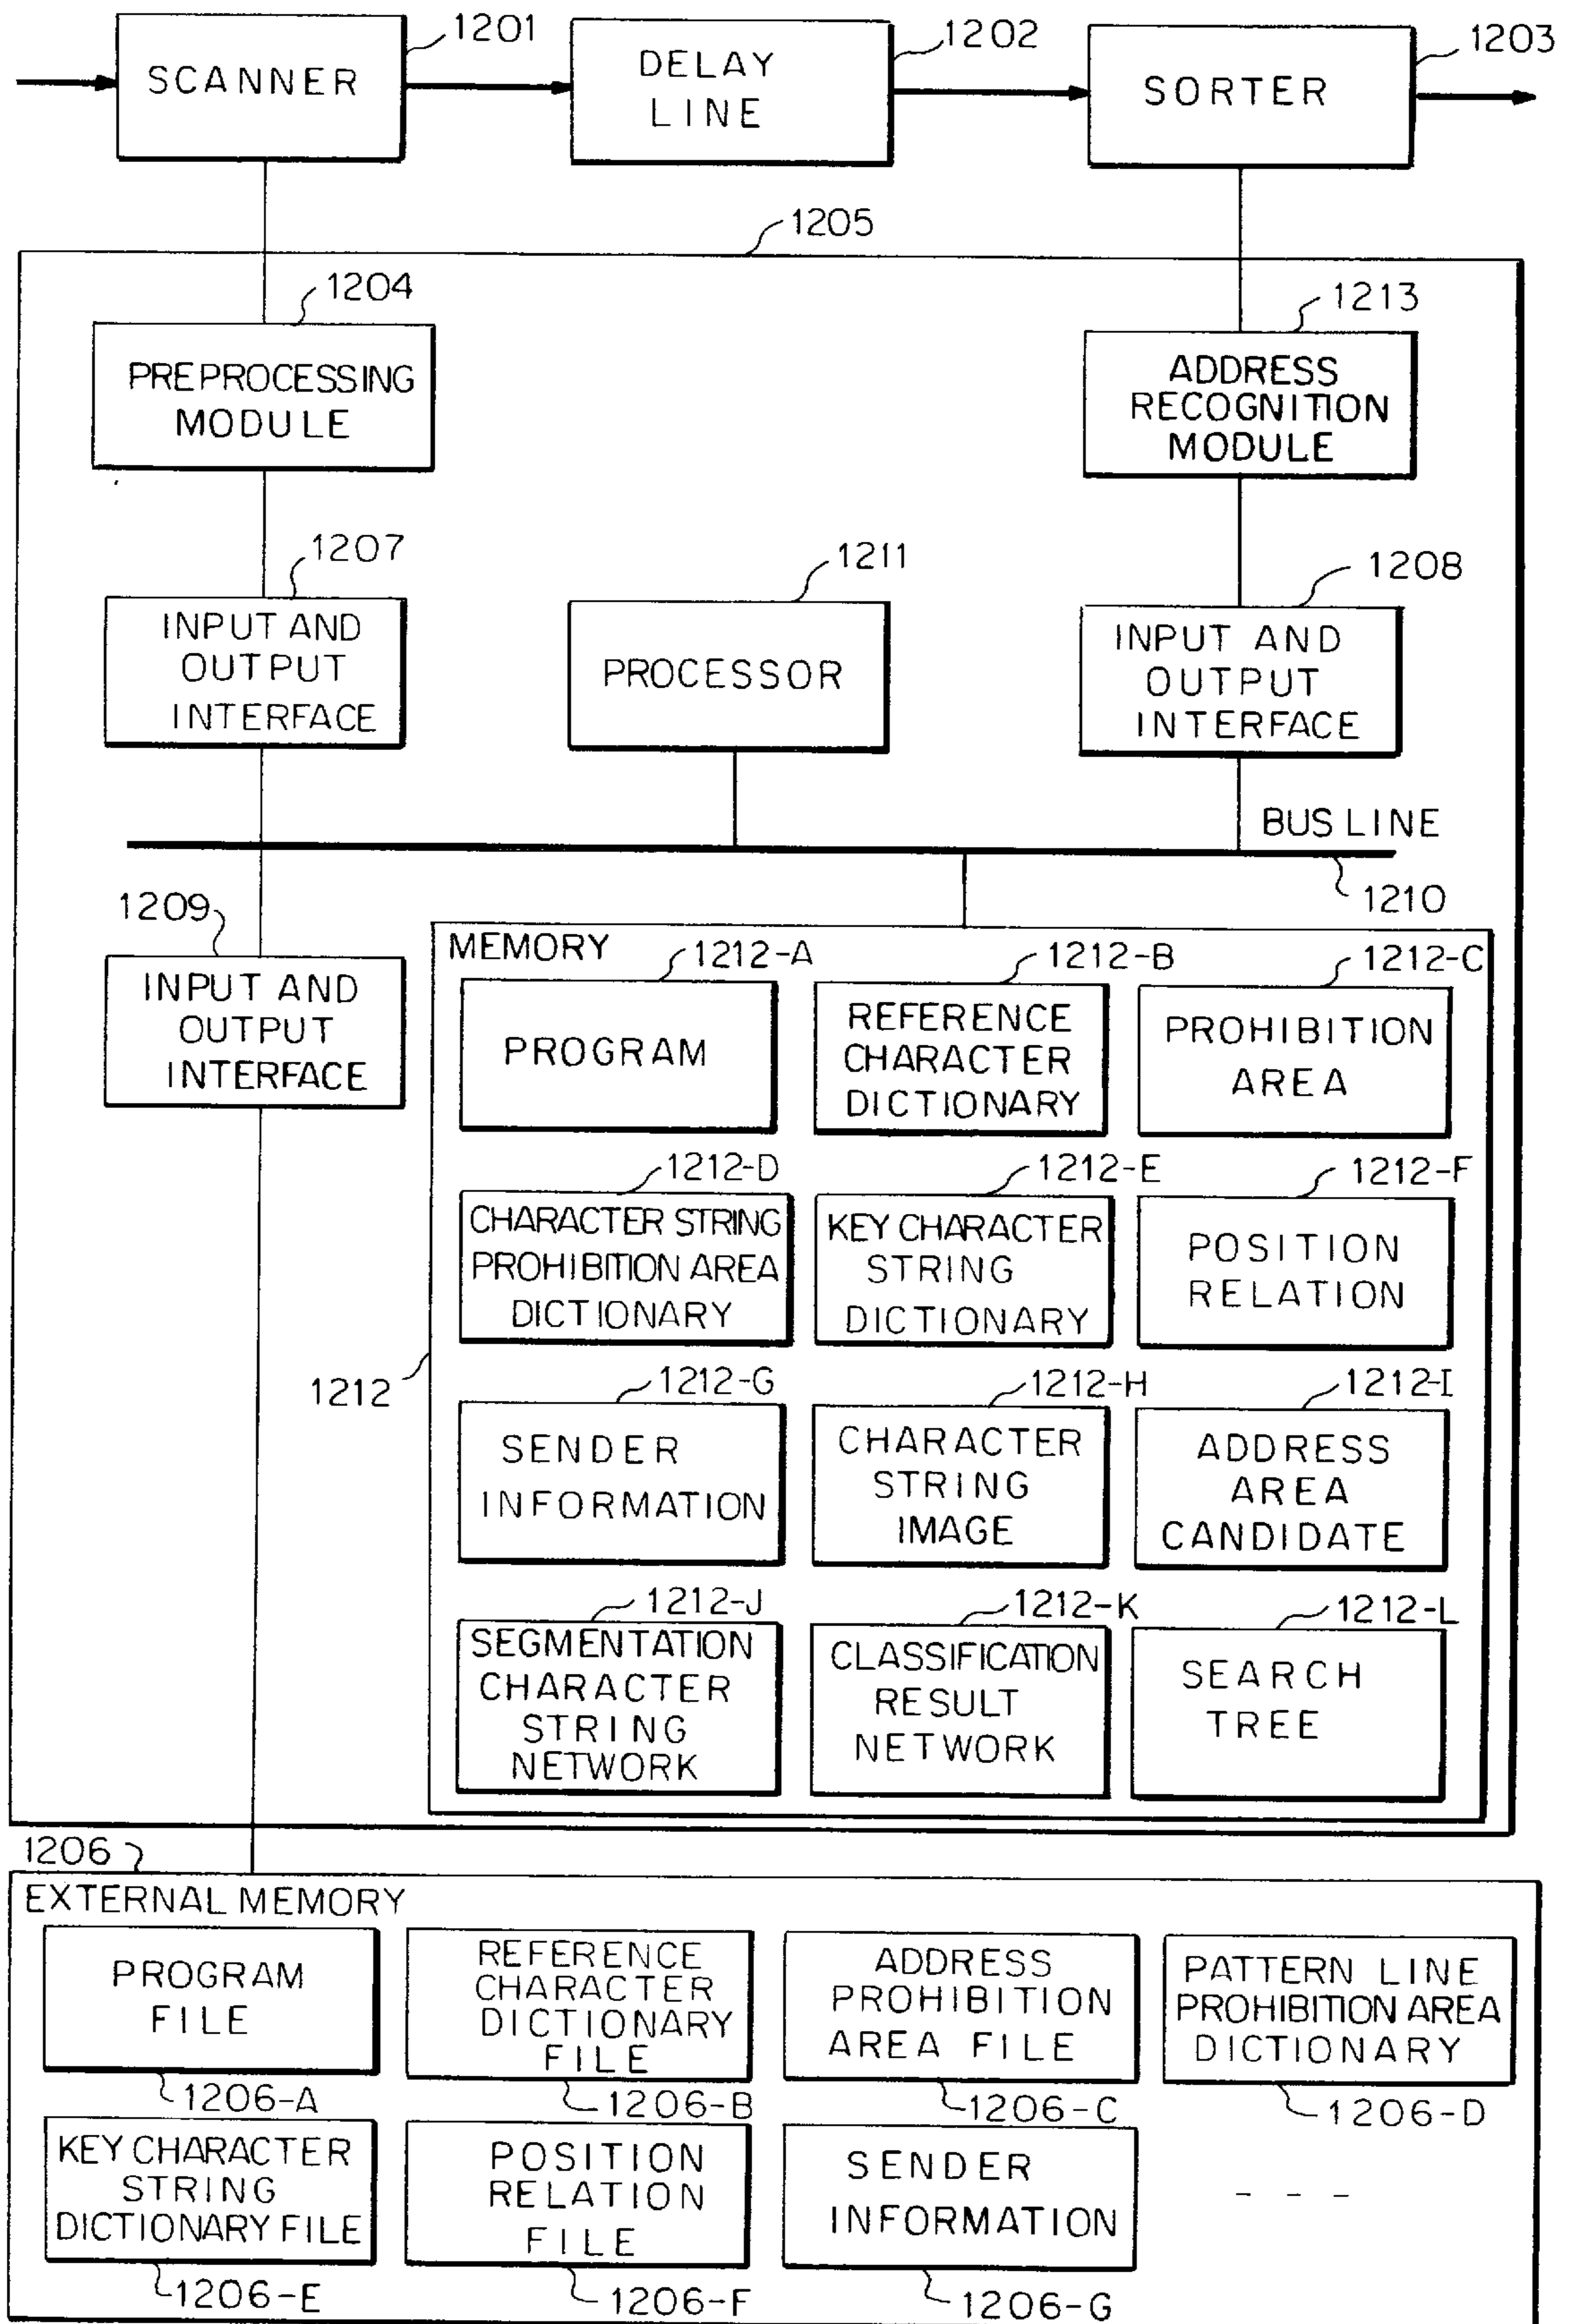 1201
1202
1203
SCANNER
DELAY
LINE
SORTER
1205
1204
1213
PREPROCESSING
MODULE
ADDRESS
RECOGNITION
MODULE
1207
1211
1208
INPUT AND
OUTPUT
INTERFACE
PROCESSOR
INPUT AND
OUTPUT
INTERFACE
BUS LINE
1210
1209
INPUT AND
OUTPUT
INTERFACE
MEMORY
1212-A
1212-B
1212-C
PROGRAM
REFERENCE
CHARACTER
DICTIONARY
PROHIBITION
AREA
1212-D
1212-E
1212-F
CHARACTER STRING
PROHIBITION AREA
DICTIONARY
KEY CHARACTER
STRING
DICTIONARY
POSITION
RELATION
1212
1212-G
1212-H
1212-I
SENDER
INFORMATION
CHARACTER
STRING
IMAGE
ADDRESS
AREA
CANDIDATE
1212-J
1212-K
1212-L
SEGMENTATION
CHARACTER
STRING
NETWORK
CLASSIFICATION
RESULT
NETWORK
SEARCH
TREE
1206
EXTERNAL MEMORY
PROGRAM
FILE
REFERENCE
CHARACTER
DICTIONARY
FILE
ADDRESS
PROHIBITION
AREA FILE
PATTERN LINE
PROHIBITION AREA
DICTIONARY
1206-A
1206-B
1206-C
1206-D
KEY CHARACTER
STRING
DICTIONARY FILE
POSITION
RELATION
FILE
SENDER
INFORMATION
- - -
1206-E
1206-F
1206-G